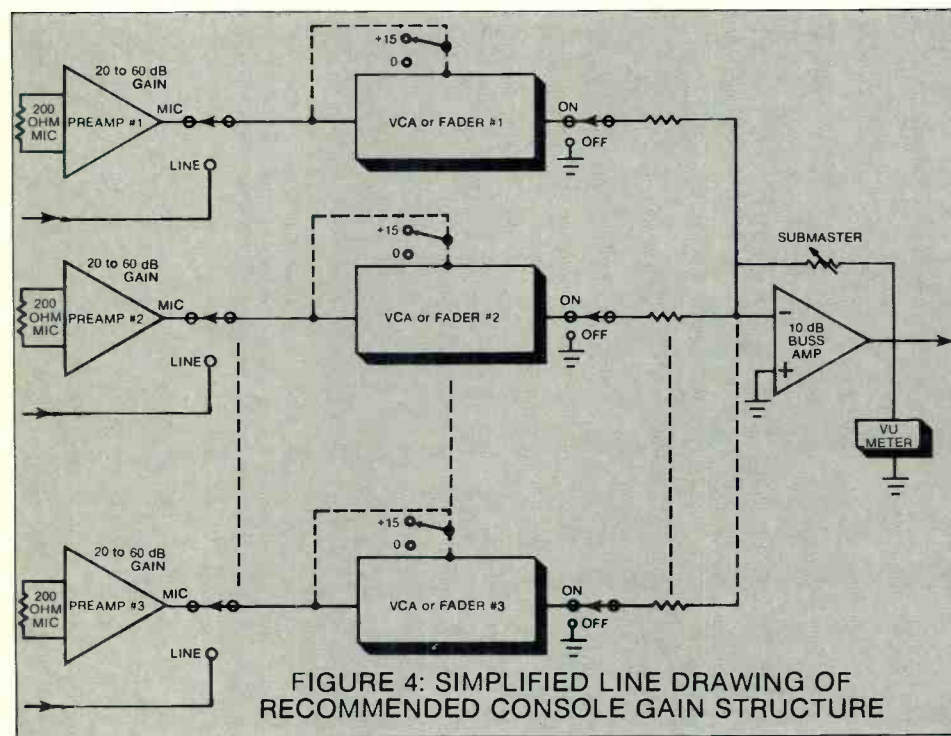 20 to 60 dB
GAIN
200
OHM
MIC
PREAMP #1
MIC
LINE
+15
0
VCA or FADER #1
ON
OFF
20 to 60 dB
GAIN
200
OHM
MIC
PREAMP #2
MIC
LINE
+15
0
VCA or FADER #2
ON
OFF
SUBMASTER
−
10 dB
BUSS
AMP
+
VU
METER
20 to 60 dB
GAIN
200
OHM
MIC
PREAMP #3
MIC
LINE
+15
0
VCA or FADER #3
ON
OFF
FIGURE 4: SIMPLIFIED LINE DRAWING OF
RECOMMENDED CONSOLE GAIN STRUCTURE